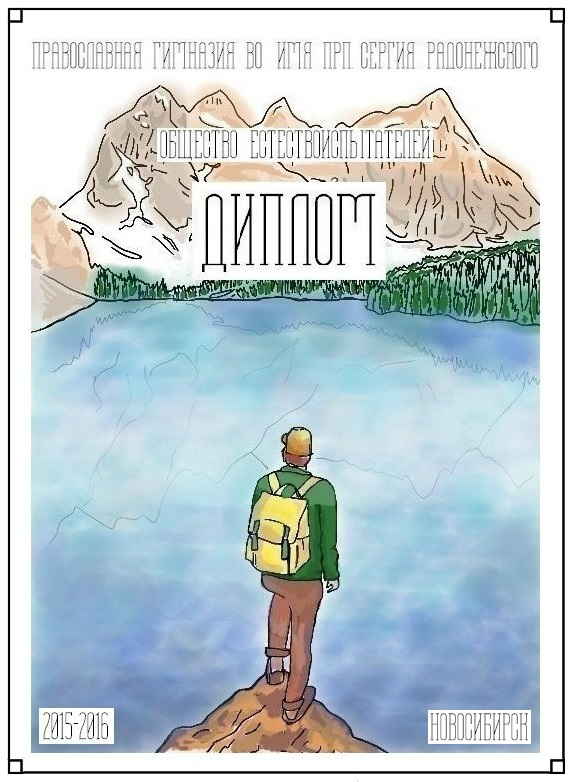 ПРАВОСЛАВНАЯ ГИМНАЗИЯ ВО ИМЯ ПРП СЕРГИЯ РАДОНЕЖСКОГО
ОБЩЕСТВО ЕСТЕСТВОИСПЫТАТЕЛЕЙ
ДИПЛОМ
2015-2016
НОВОСИБИРСК